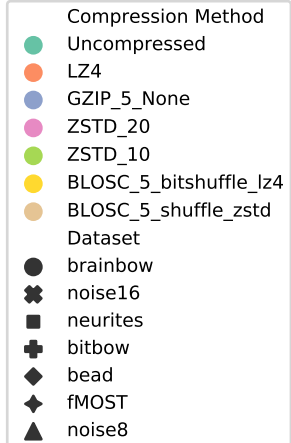 Compression Method
Uncompressed
LZ4
GZIP_5_None
ZSTD_20
ZSTD_10
BLOSC_5_bitshuffle_lz4
BLOSC_5_shuffle_zstd
Dataset
brainbow
noise16
neurites
bitbow
bead
fMOST
noise8